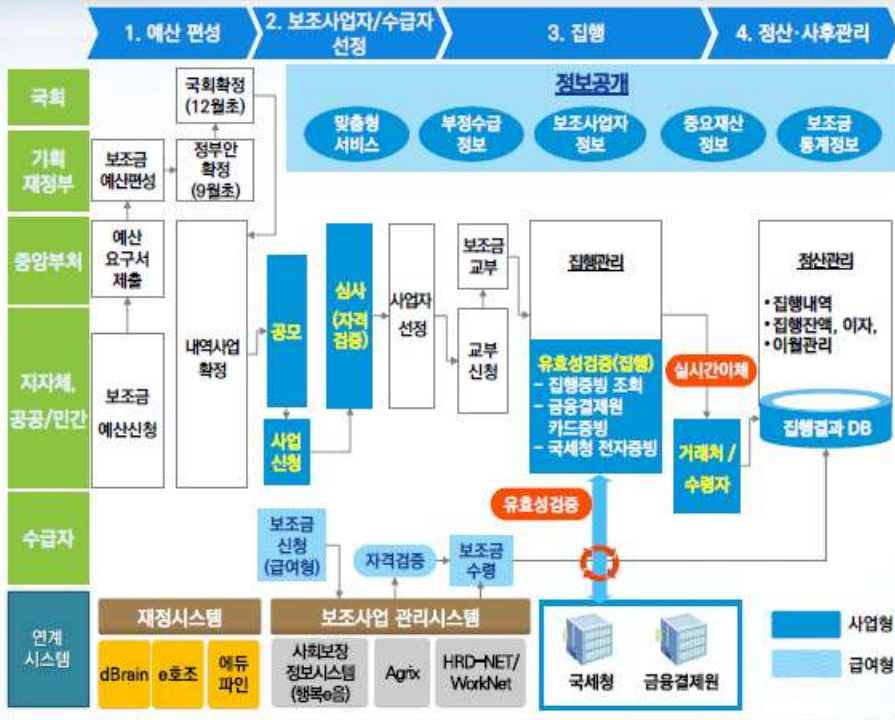 1. 예산 편성
2. 보조사업자/수급자
선정
3. 집행
4. 정산·사후관리
국회
국회확정
(12월초)
정보공개
맞춤형
서비스
부정수급
정보
보조사업자
정보
중요재산
정보
보조금
통계정보
기획
재정부
보조금
예산편성
정부안
확정
(9월초)
중앙부처
예산
요구서
제출
내역사업
확정
공모
심사
(자격
검증)
사업자
선정
보조금
교부
교부
신청
집행관리
유효성검증(집행)
– 집행증빙 조회
– 금융결제원
카드증빙
– 국세청 전자증빙
실시간이체
정산관리
•집행내역
•집행잔액, 이자,
•이월관리
집행결과 DB
지자체,
공공/민간
보조금
예산신청
사업
신청
거래처 /
수령자
유효성검증
수급자
보조금
신청
(급여형)
자격검증
보조금
수령
연계
시스템
재정시스템
dBrain
e호조
에듀
파인
보조사업 관리시스템
사회보장
정보시스템
(행복e음)
Agrix
HRD–NET/
WorkNet
국세청
금융결제원
사업형
급여형